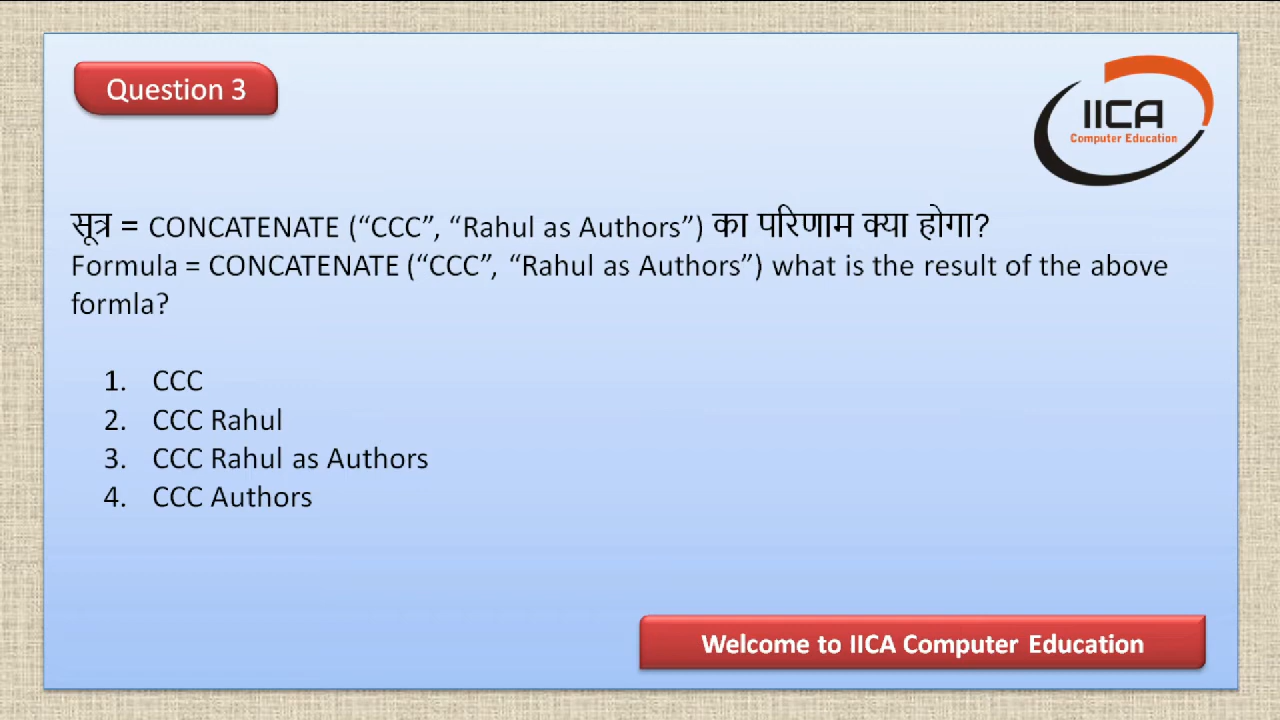 Question 3
IICA
Computer Education
सूत्र = CONCATENATE (“CCC”, “Rahul as Authors”) का परिणाम क्या होगा?
Formula = CONCATENATE (“CCC”, “Rahul as Authors”) what is the result of the above
formla?
1. CCC
2. CCC Rahul
3. CCC Rahul as Authors
4. CCC Authors
Welcome to IICA Computer Education